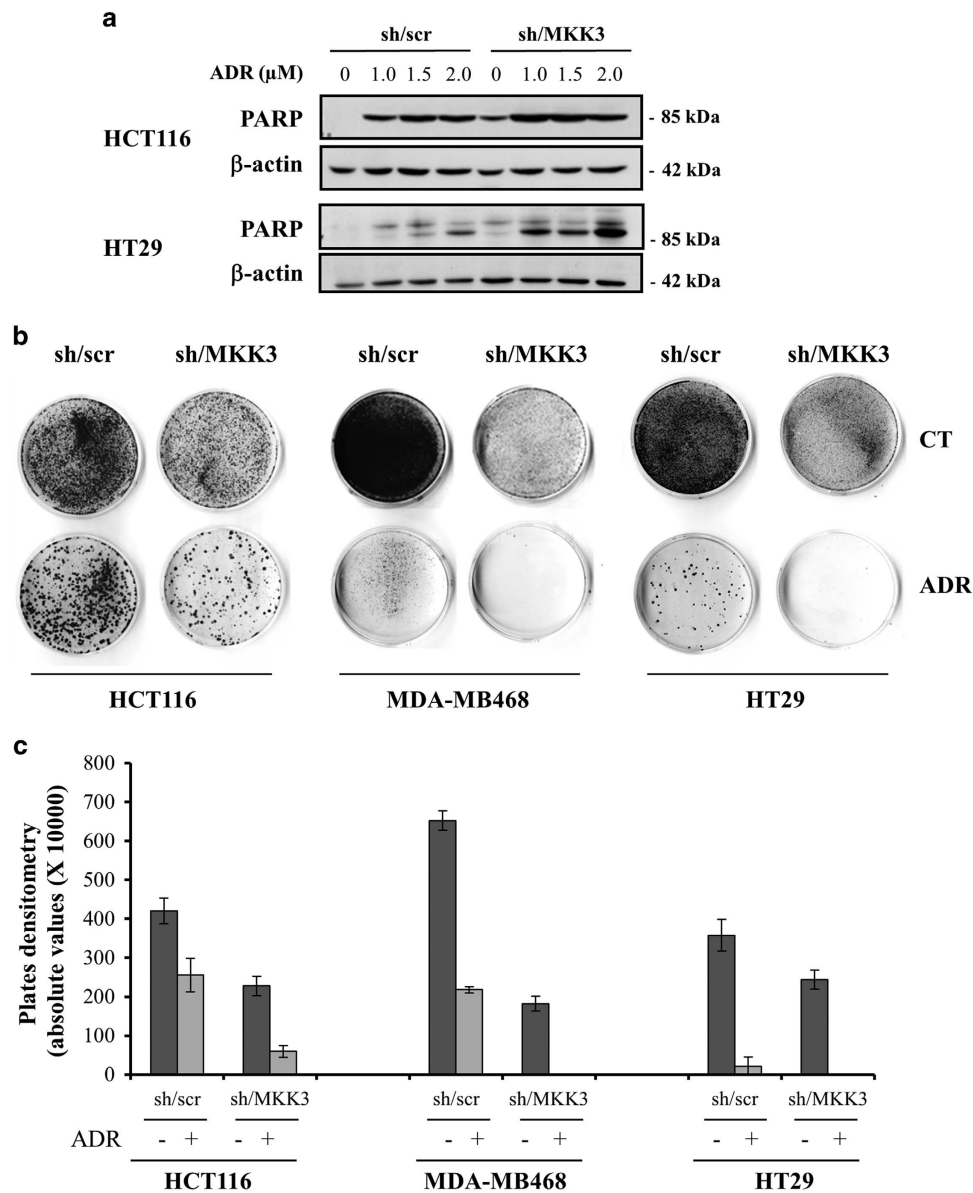 a
sh/scr sh/MKK3
ADR (µM) 0 1.0 1.5 2.0 0 1.0 1.5 2.0
HCT116
PARP - 85 kDa
β-actin - 42 kDa
HT29
PARP - 85 kDa
β-actin - 42 kDa
b
sh/scr sh/MKK3 sh/scr sh/MKK3 sh/scr sh/MKK3
CT
ADR
HCT116 MDA-MB468 HT29
c
Plates densitometry
(absolute values (X 10000)
800
700
600
500
400
300
200
100
0
sh/scr sh/MKK3 sh/scr sh/MKK3 sh/scr sh/MKK3
ADR - + - + - + - + - + - +
HCT116 MDA-MB468 HT29